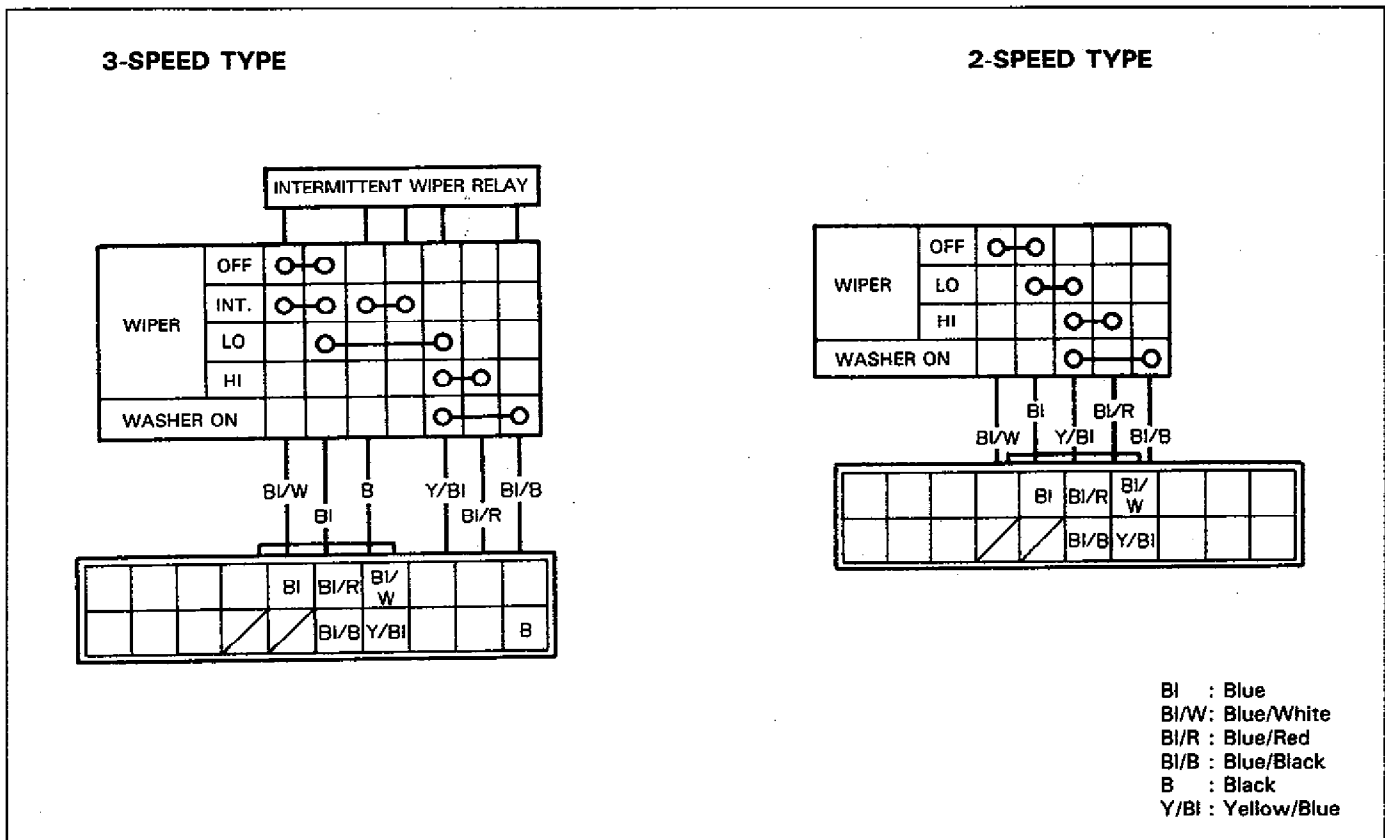 3-SPEED TYPE
2-SPEED TYPE
INTERMITTENT WIPER RELAY
WIPER
OFF
INT.
LO
HI
WASHER ON
Bl/W
Bl
B
Y/Bl
Bl/R
Bl/B
Bl
Bl/R
Bl/
W
Bl/B
Y/Bl
B
WIPER
OFF
LO
HI
WASHER ON
Bl/W
Bl
Y/Bl
Bl/R
Bl/B
Bl
Bl/R
Bl/
W
Bl/B
Y/Bl
Bl : Blue
Bl/W: Blue/White
Bl/R : Blue/Red
Bl/B : Blue/Black
B : Black
Y/Bl : Yellow/Blue